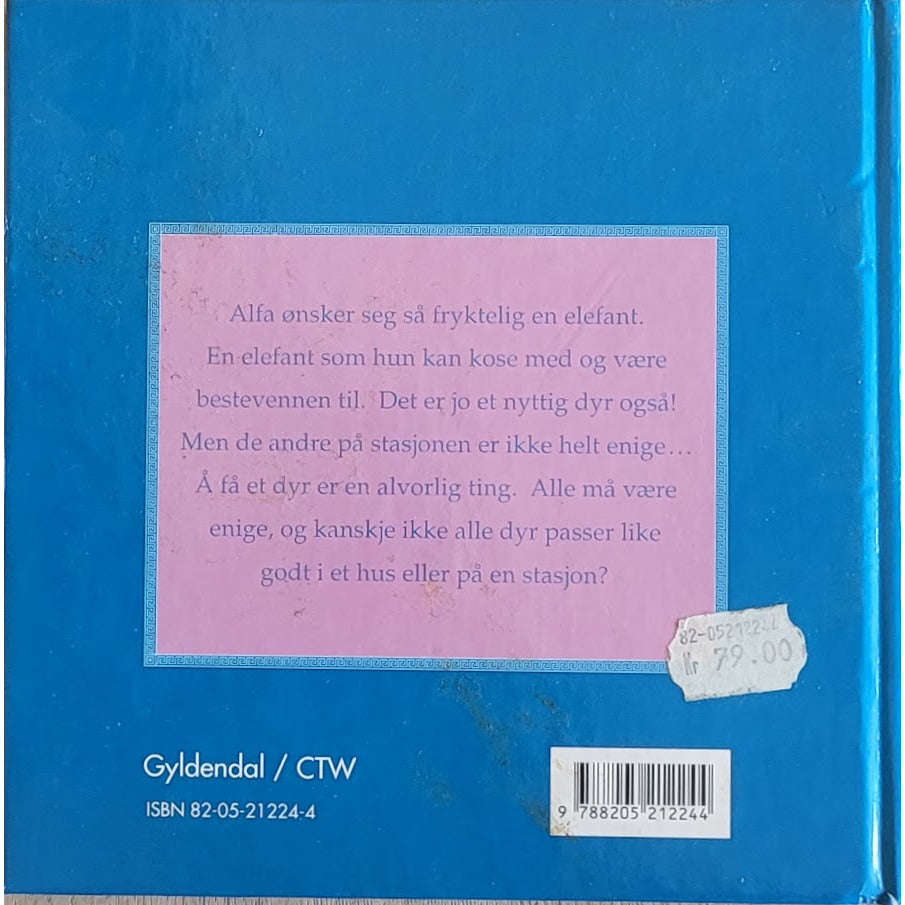 Alfa ønsker seg så fryktelig en elefant.
En elefant som hun kan kose med og være
bestevennen til. Det er jo et nyttig dyr også!
Men de andre på stasjonen er ikke helt enige...
Å få et dyr er en alvorlig ting. Alle må være
enige, og kanskje ikke alle dyr passer like
godt i et hus eller på en stasjon?
82-05212244
Kr 79.00
Gyldendal / CTW
ISBN 82-05-21224-4
9 788205 212244